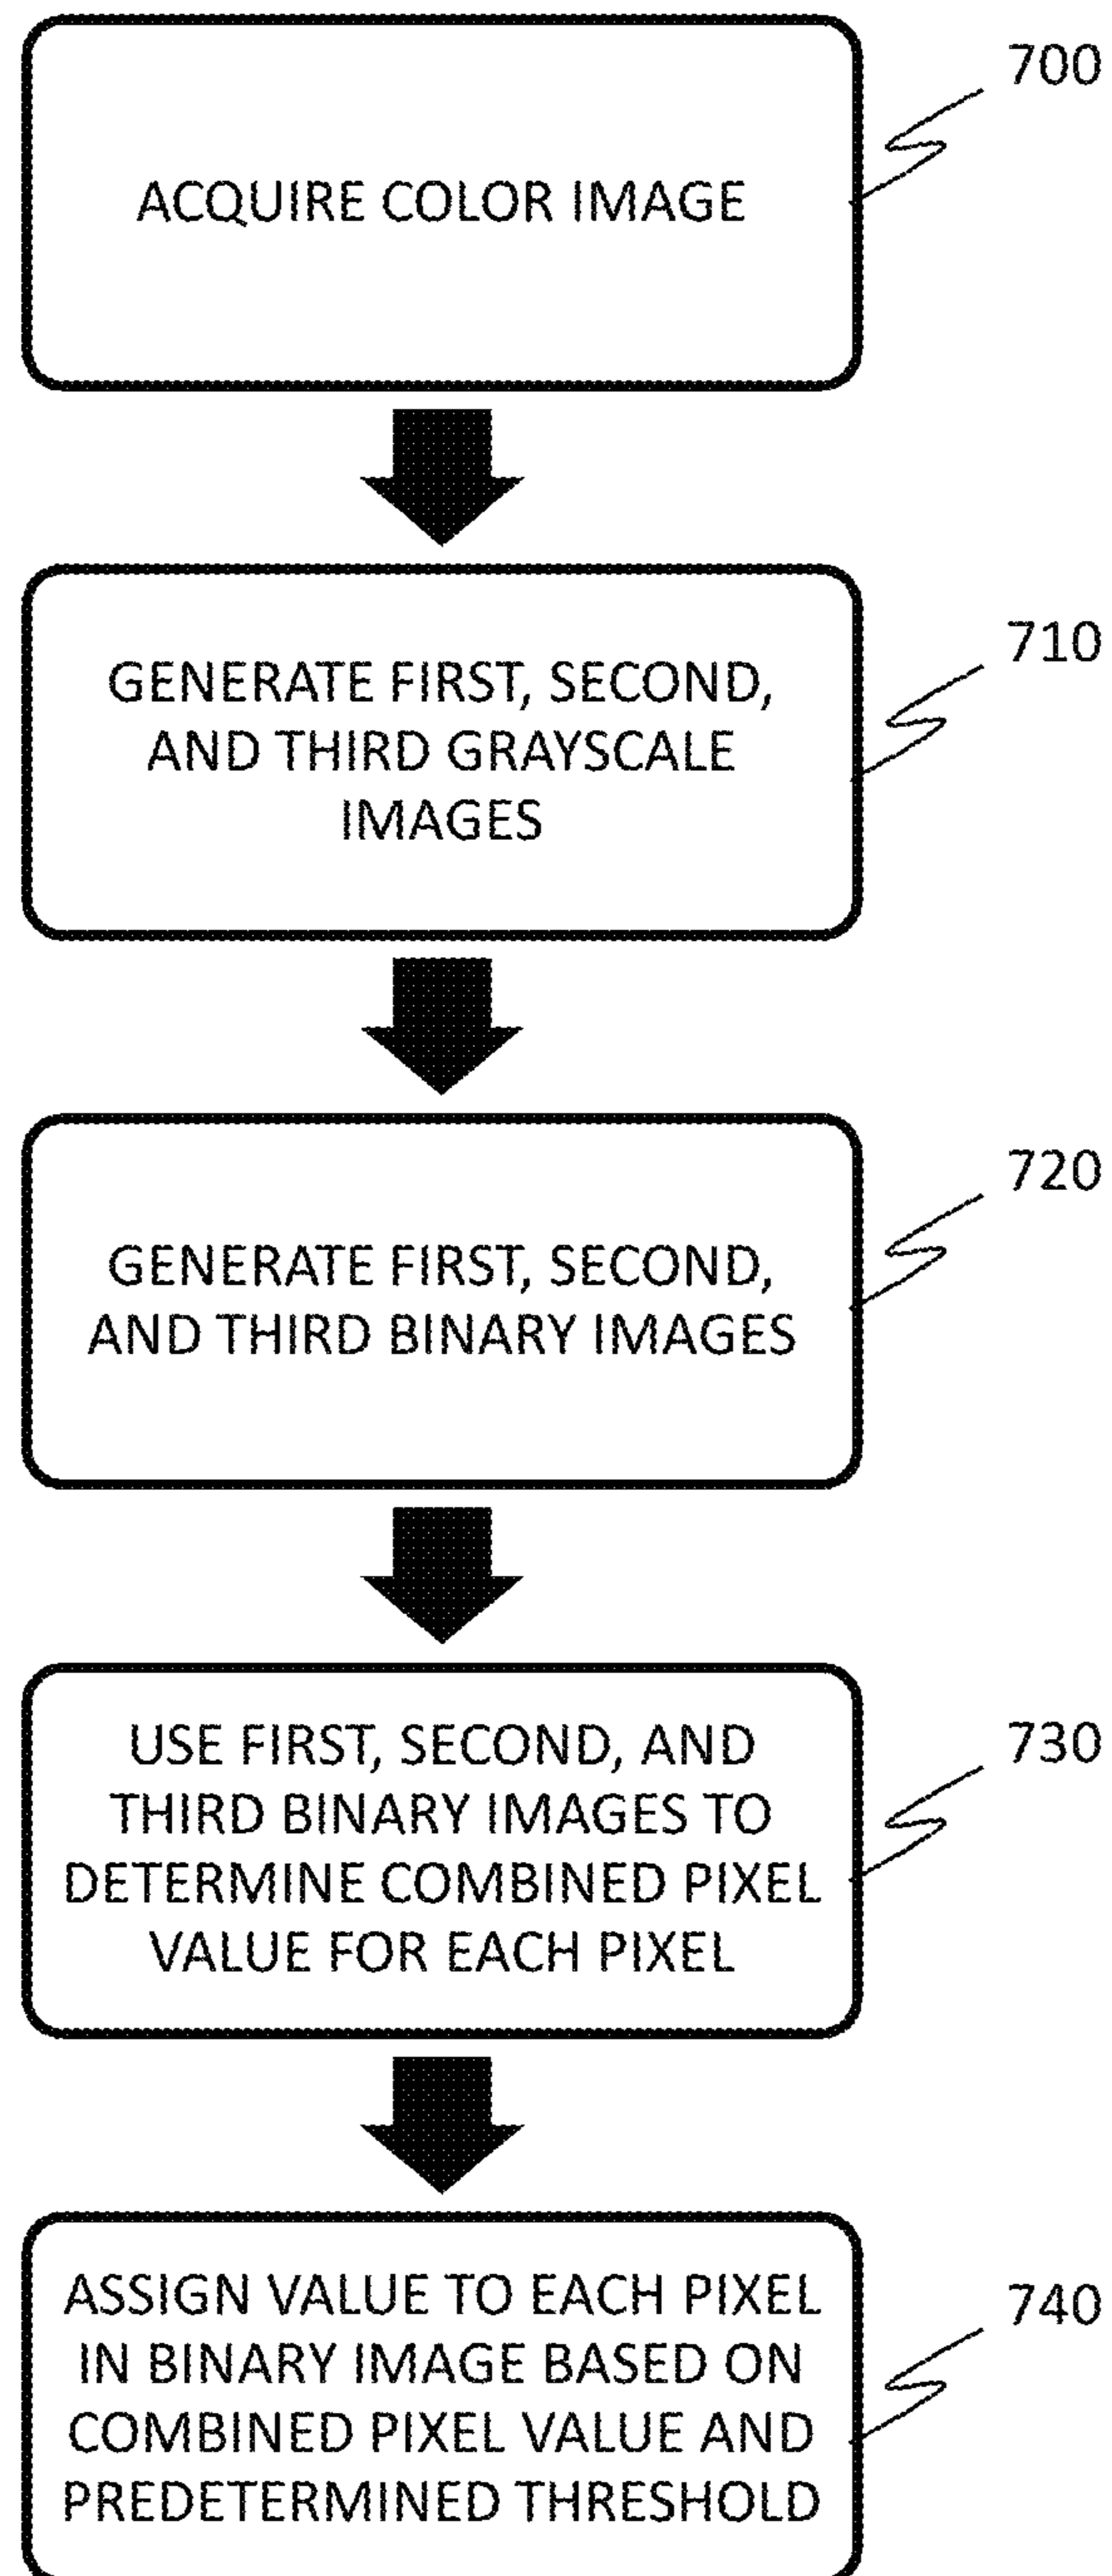 700
ACQUIRE COLOR IMAGE
710
GENERATE FIRST, SECOND,
AND THIRD GRAYSCALE
IMAGES
720
GENERATE FIRST, SECOND,
AND THIRD BINARY IMAGES
730
USE FIRST, SECOND, AND
THIRD BINARY IMAGES TO
DETERMINE COMBINED PIXEL
VALUE FOR EACH PIXEL
740
ASSIGN VALUE TO EACH PIXEL
IN BINARY IMAGE BASED ON
COMBINED PIXEL VALUE AND
PREDETERMINED THRESHOLD